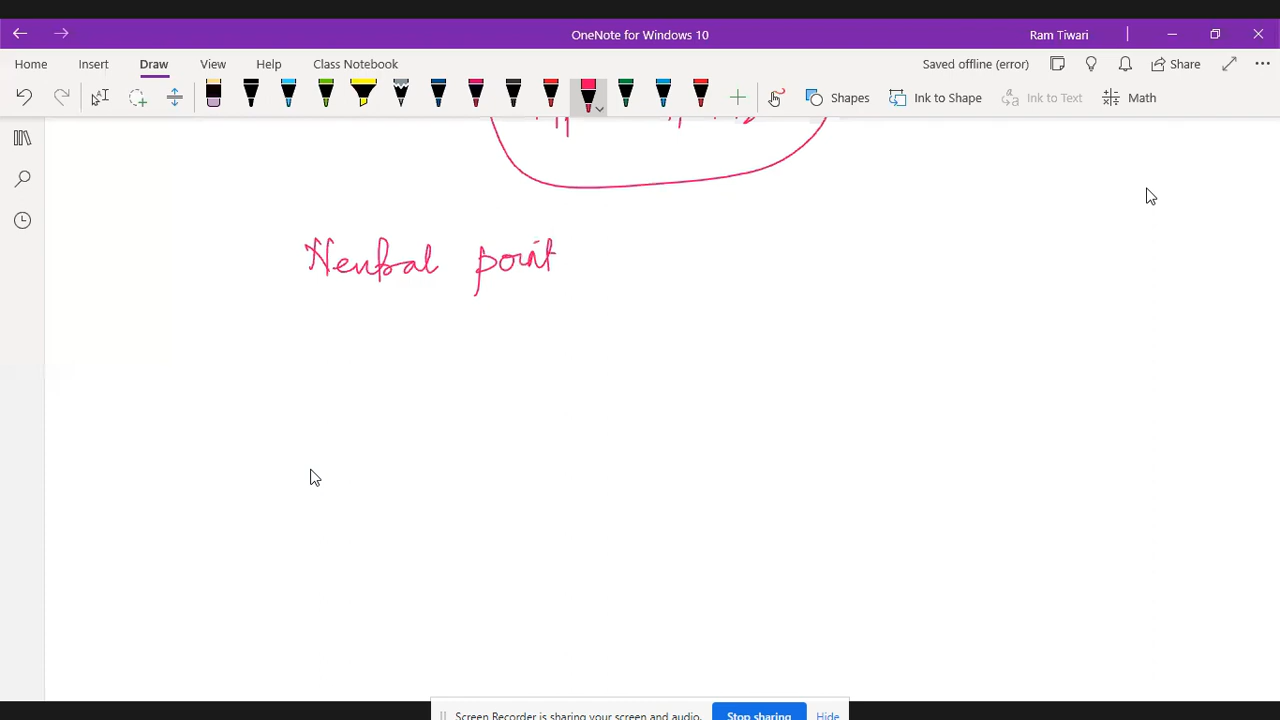 OneNote for Windows 10
Ram Tiwari
Home Insert Draw View Help Class Notebook
Saved offline (error)
Share
Shapes
Ink to Shape
Ink to Text
Math
Neutral point
Screen Recorder is sharing your screen and audio.
Stop sharing
Hide